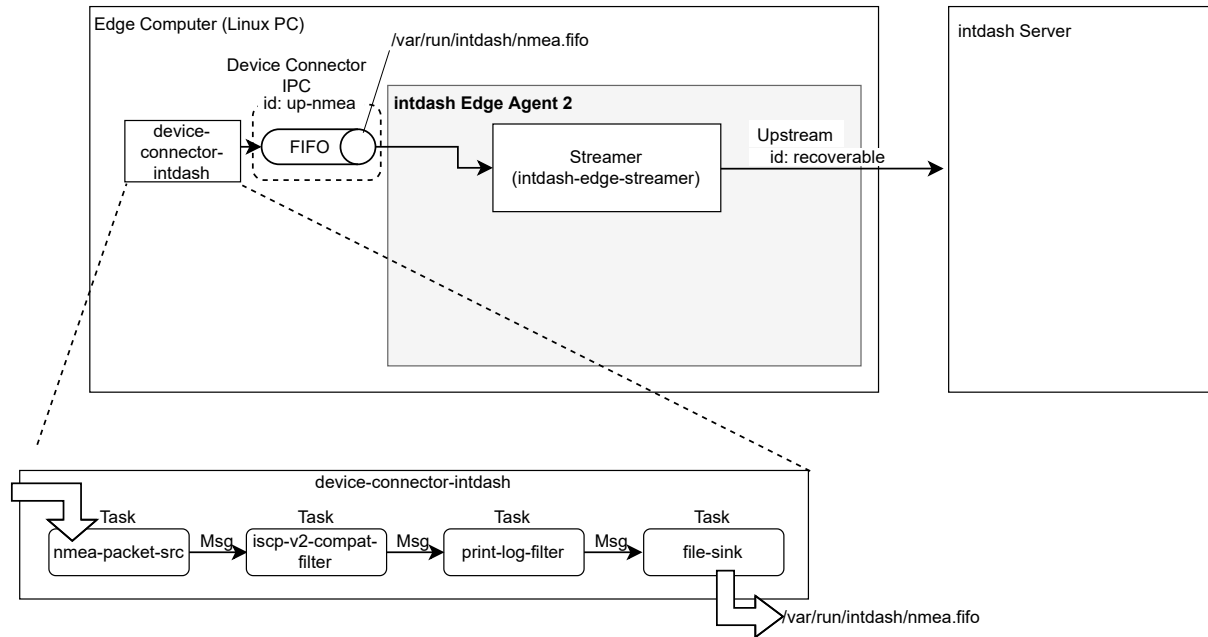 Edge Computer (Linux PC)
intdash Server
/var/run/intdash/nmea.fifo
Device Connector
IPC
id: up-nmea
intdash Edge Agent 2
device-
connector-
intdash
FIFO
Streamer
(intdash-edge-streamer)
Upstream
id: recoverable
device-connector-intdash
Task
Task
Task
Task
nmea-packet-src
Msg
iscp-v2-compat-
filter
Msg
print-log-filter
Msg
file-sink
/var/run/intdash/nmea.fifo